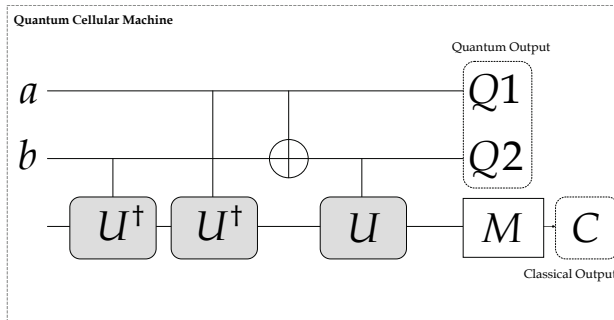 Quantum Cellular Machine
Quantum Output
a
Q1
b
Q2
U† U† U M C
Classical Output